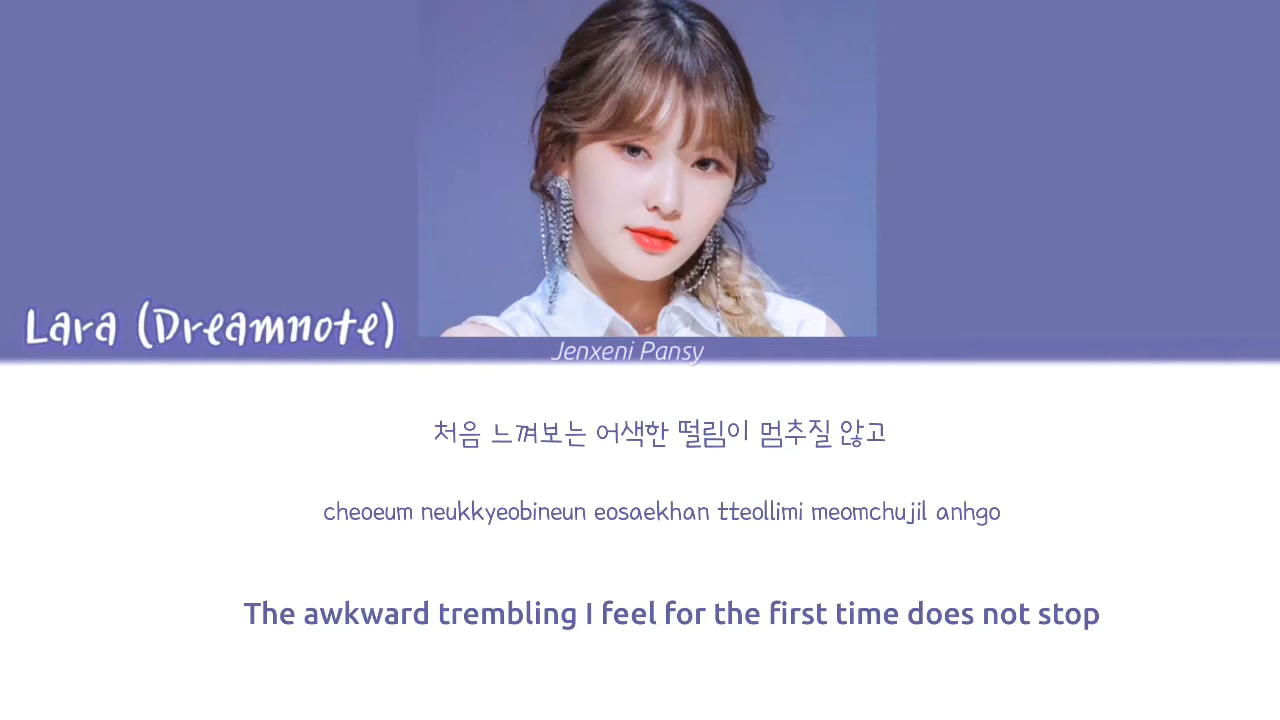 Lara (Dreamnote)
Jenxeni Pansy
처음 느껴보는 어색한 떨림이 멈추질 않고
cheoeum neukkyeobineun eosaekhan tteollimi meomchujil anhgo
The awkward trembling I feel for the first time does not stop